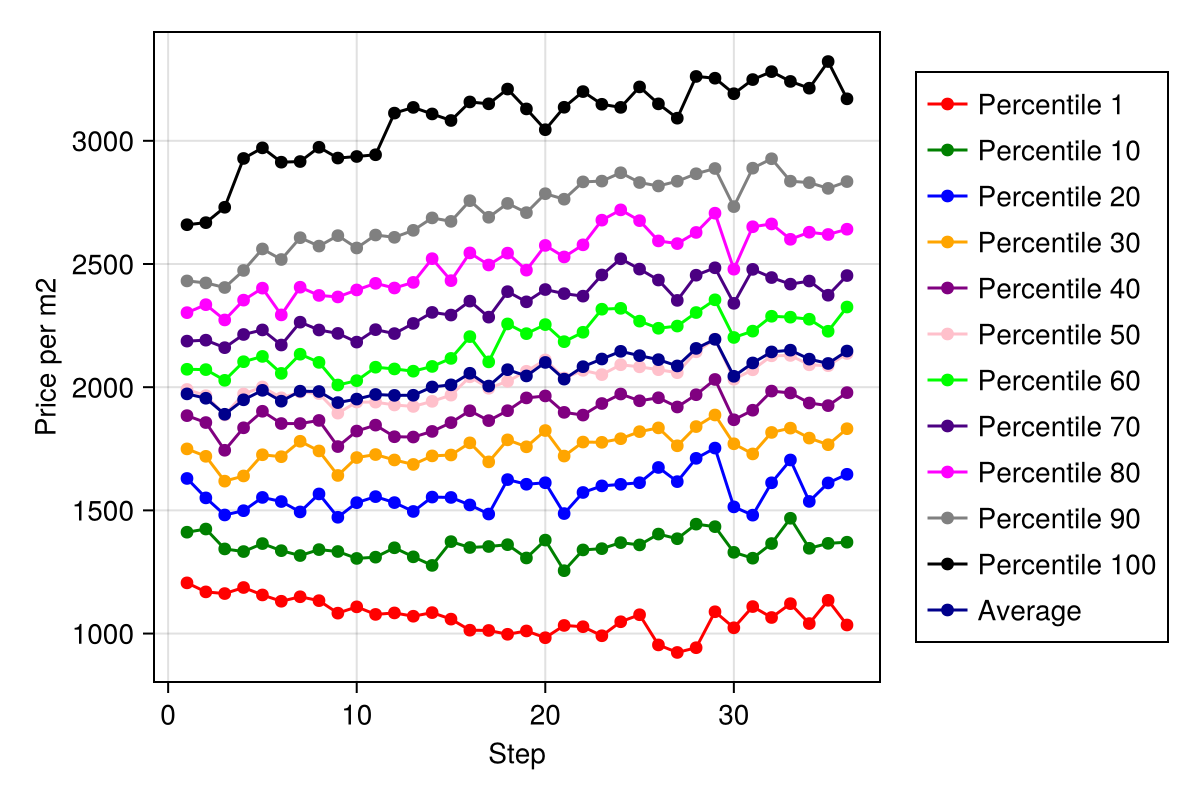 3000
2500
2000
1500
1000
Price per m2
0 10 20 30
Step
Percentile 1
Percentile 10
Percentile 20
Percentile 30
Percentile 40
Percentile 50
Percentile 60
Percentile 70
Percentile 80
Percentile 90
Percentile 100
Average